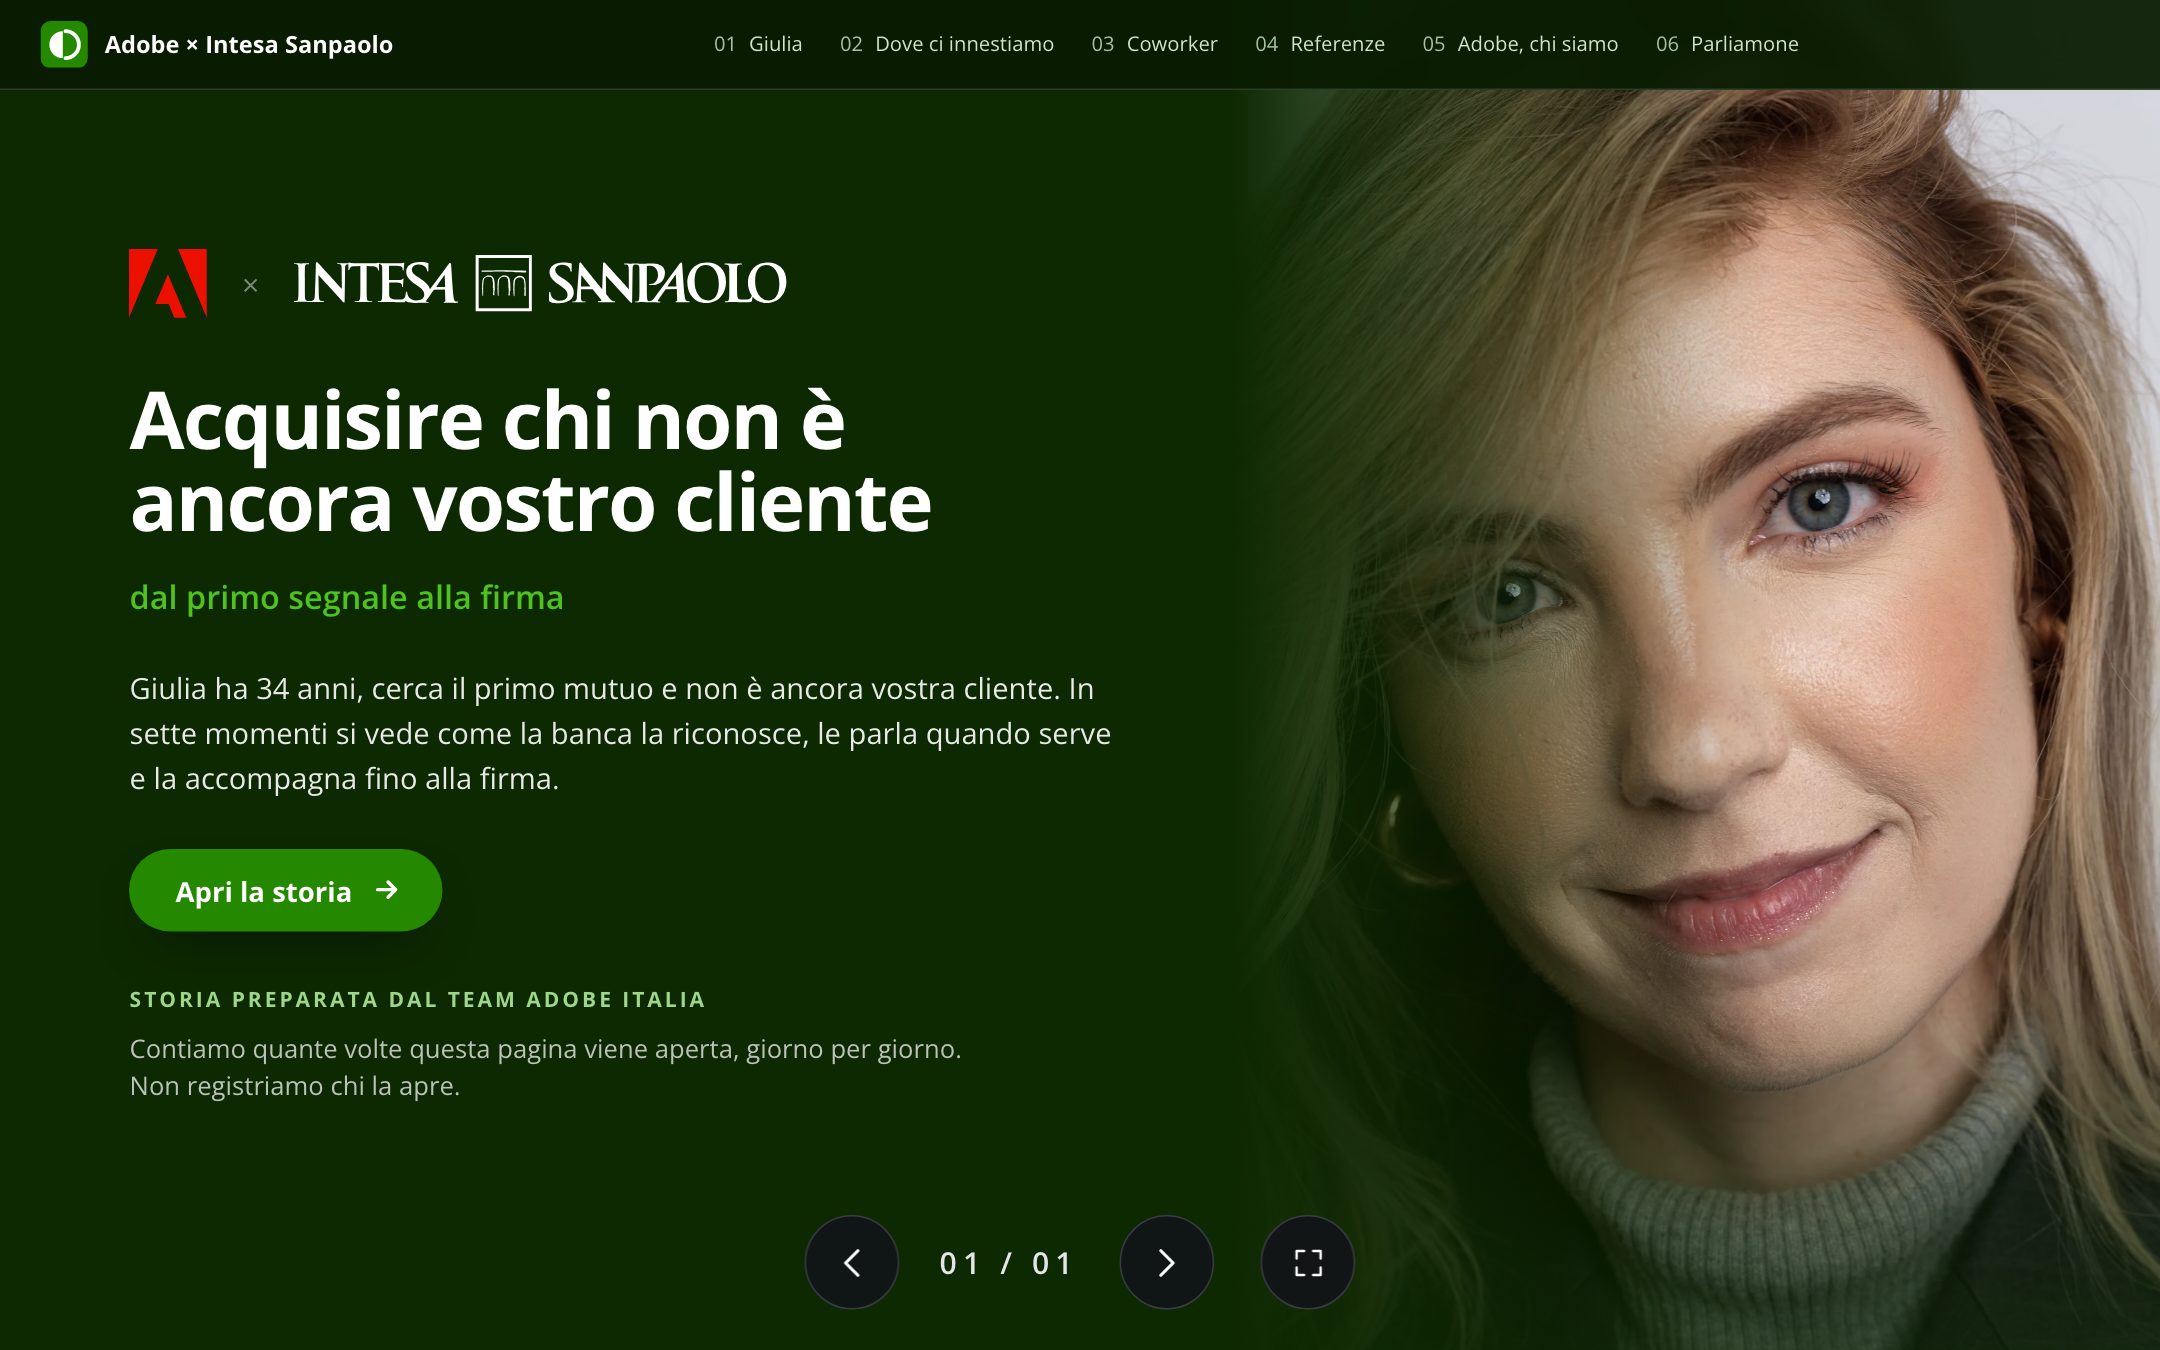 Adobe × Intesa Sanpaolo
01 Giulia 02 Dove ci innestiamo 03 Coworker 04 Referenze 05 Adobe, chi siamo 06 Parliamone
× INTESA SANPAOLO
Acquisire chi non è
ancora vostro cliente
dal primo segnale alla firma
Giulia ha 34 anni, cerca il primo mutuo e non è ancora vostra cliente. In
sette momenti si vede come la banca la riconosce, le parla quando serve
e la accompagna fino alla firma.
Apri la storia →
STORIA PREPARATA DAL TEAM ADOBE ITALIA
Contiamo quante volte questa pagina viene aperta, giorno per giorno.
Non registriamo chi la apre.
01 / 01